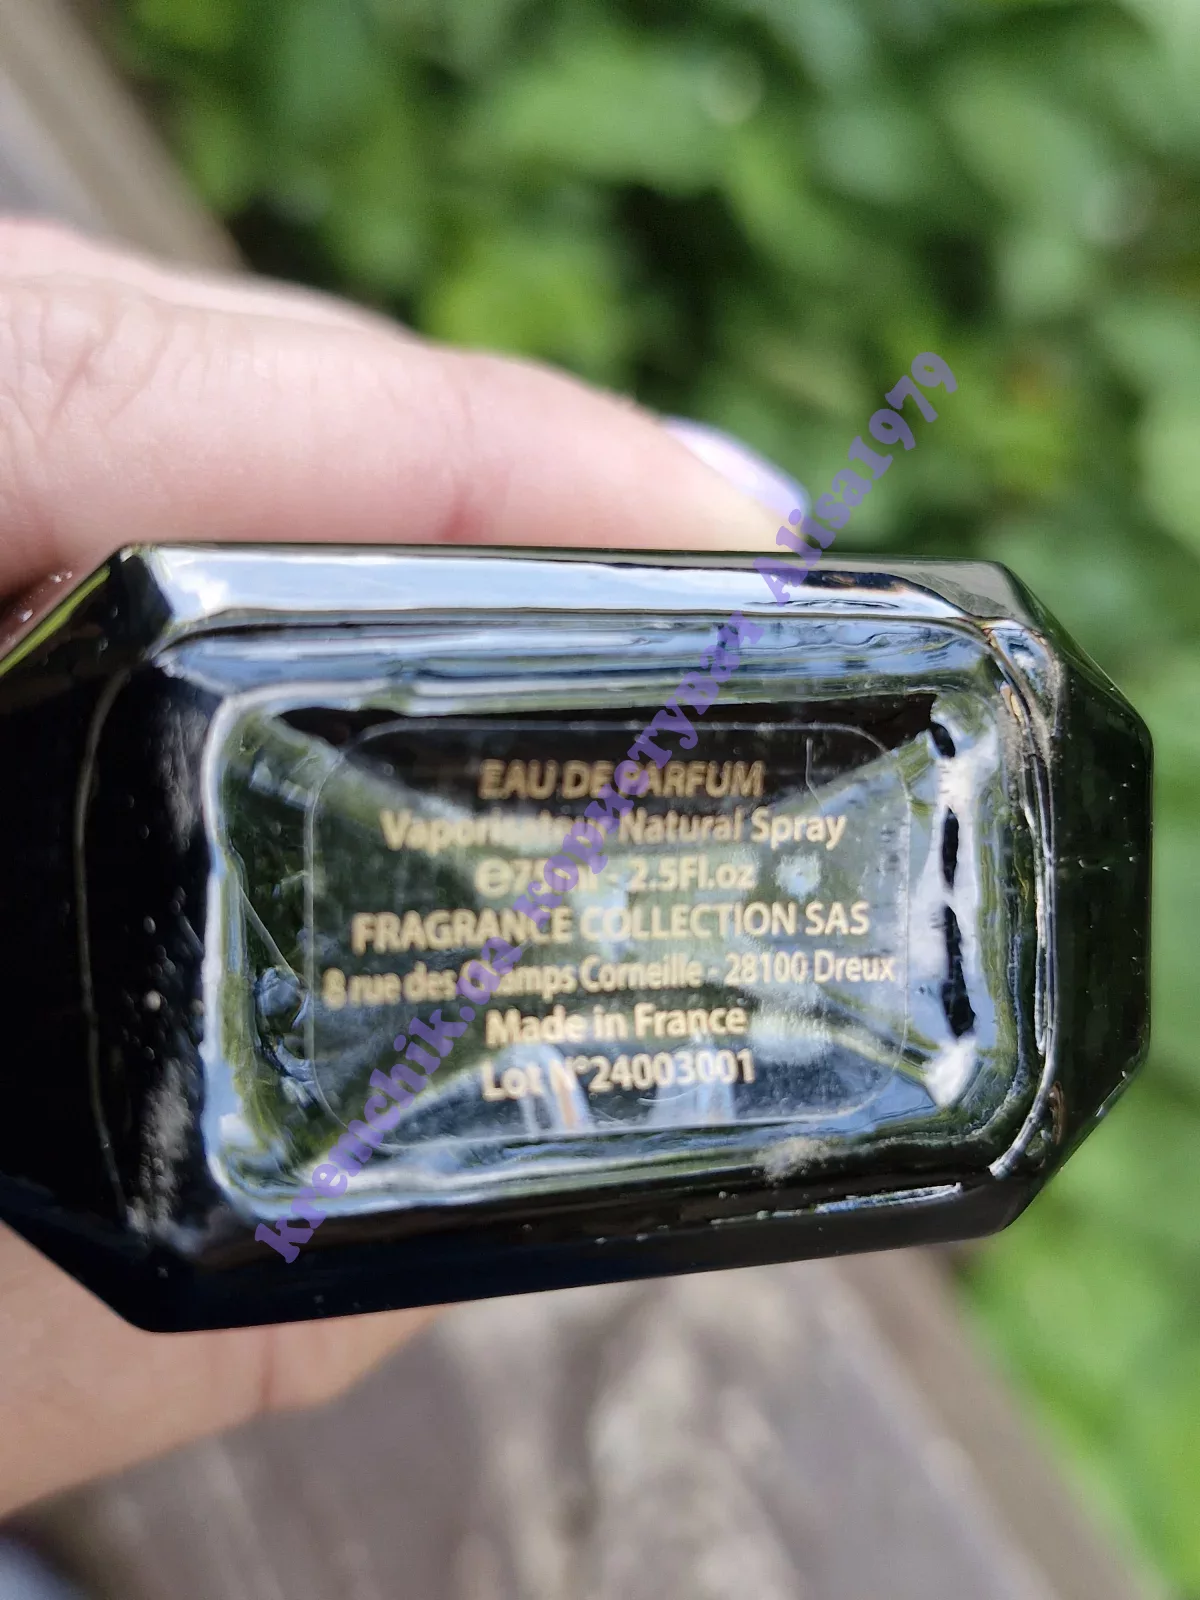 EAU DE PARFUM
Vaporisateur Natural Spray
℮75ml - 2.5Fl.oz
FRAGRANCE COLLECTION SAS
8 rue des Champs Corneille - 28100 Dreux
Made in France
Lot N°24003001
kremchik.ua користувач Alisa1979